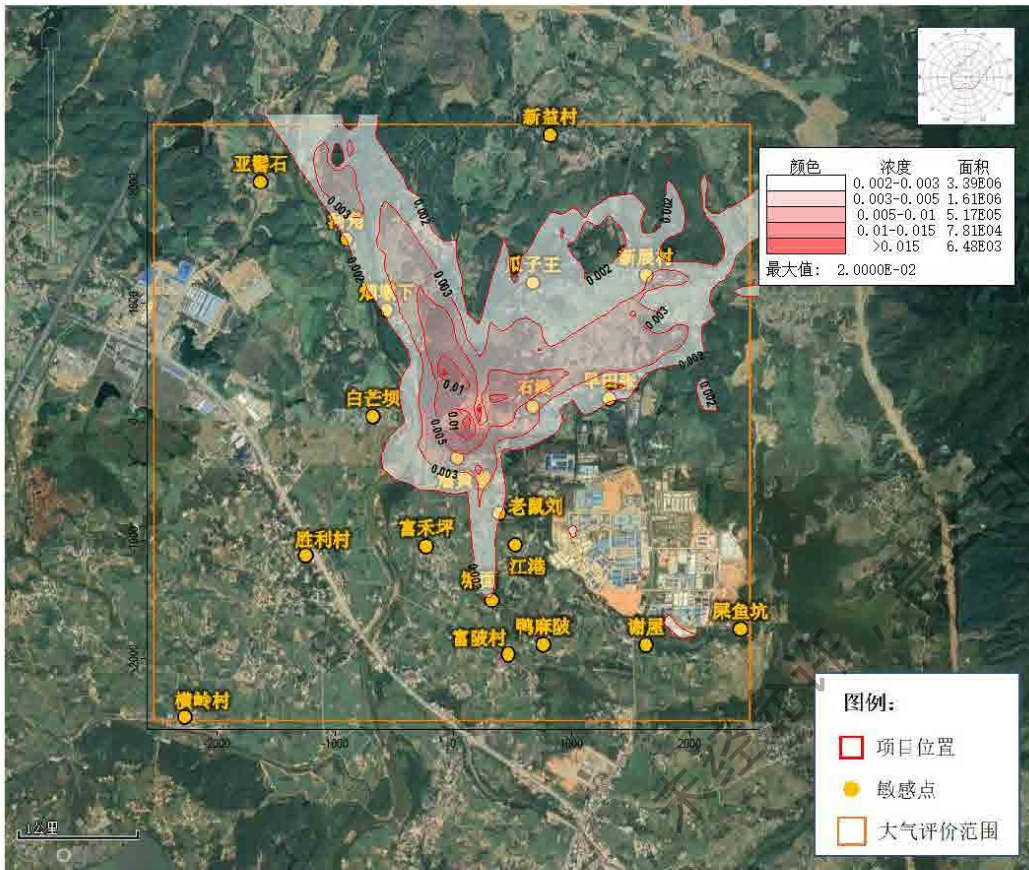 新益村
亚髻石
颜色 浓度 面积
0.002-0.003 3.39E06
0.003-0.005 1.61E06
0.005-0.01 5.17E05
0.01-0.015 7.81E04
>0.015 6.48E03
最大值: 2.0000E-02
0.003
0.002
0.002
瓜子王
0.002
新展村
0.002
0.003
0.003
0.002
0.01
0.002
白芒坝
0.01
0.005
0.003
老鼠刘
富禾坪
胜利村
江港
鸭麻陂
谢屋
屎鱼坑
富陂村
横岭村
-1000
0
1000
2000
1公里
图例:
项目位置
敏感点
大气评价范围